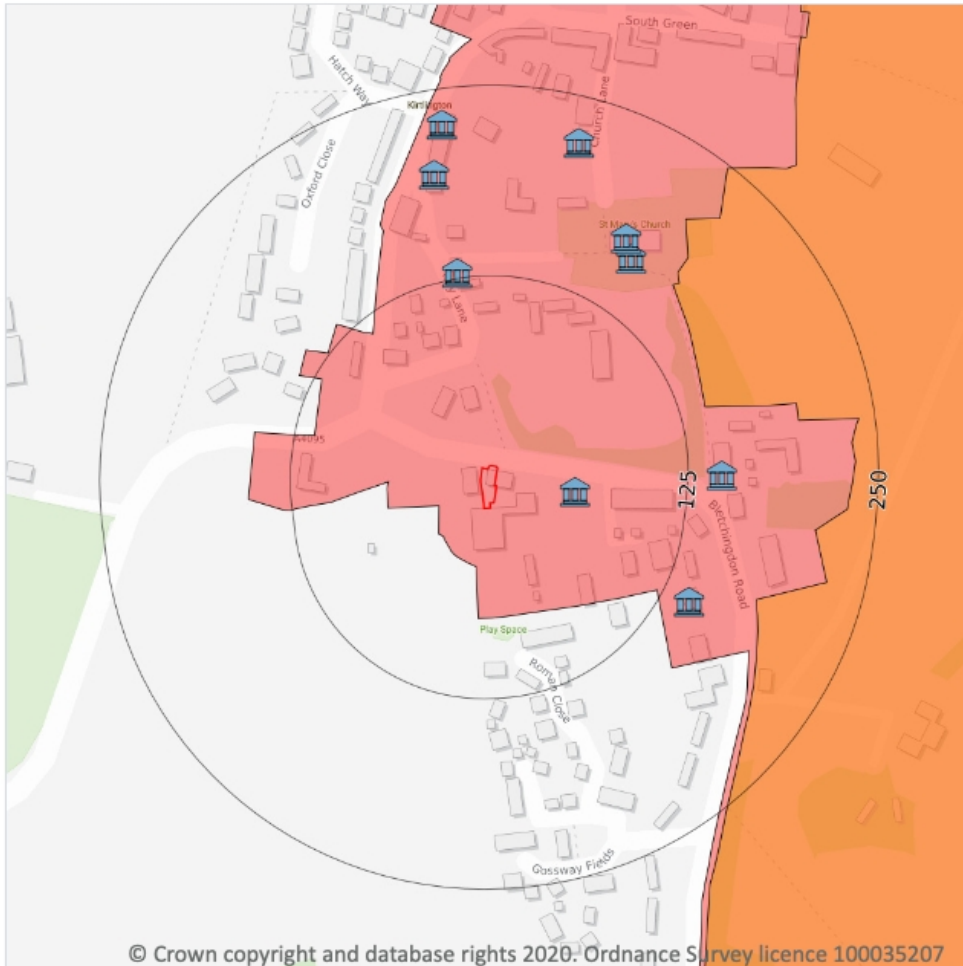 South Green
Hatch Way
Kirtlington
Church Lane
Oxford Close
St Mary's Church
Lane
A4095
125
250
Bletchingdon Road
Play Space
Roman Close
Gossway Fields
© Crown copyright and database rights 2020. Ordnance Survey licence 100035207